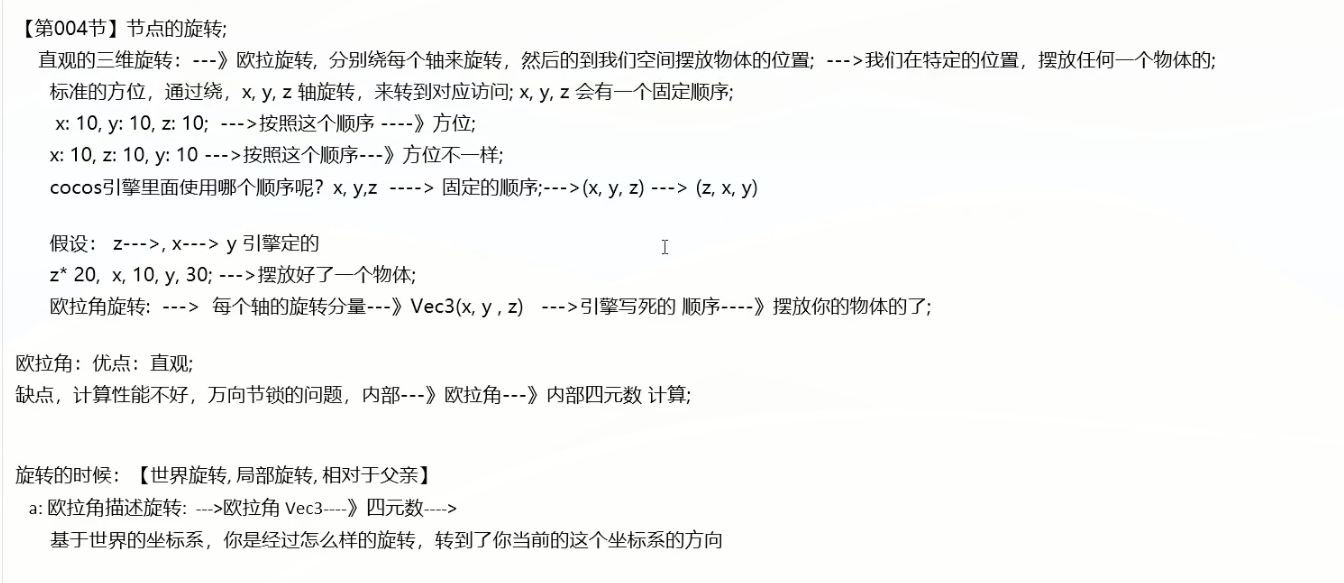 【第004节】节点的旋转;
直观的三维旋转：---》欧拉旋转, 分别绕每个轴来旋转，然后的到我们空间摆放物体的位置;  --->我们在特定的位置，摆放任何一个物体的;
标准的方位，通过绕，x, y, z 轴旋转，来转到对应访问; x, y, z 会有一个固定顺序;
x: 10, y: 10, z: 10;  --->按照这个顺序 ----》方位;
x: 10, z: 10, y: 10 --->按照这个顺序---》方位不一样;
cocos引擎里面使用哪个顺序呢？x, y,z  ----> 固定的顺序;--->(x, y, z) ---> (z, x, y)
假设： z--->, x---> y 引擎定的
z* 20,  x, 10, y, 30; --->摆放好了一个物体;
欧拉角旋转:  --->  每个轴的旋转分量---》Vec3(x, y , z)   --->引擎写死的 顺序----》摆放你的物体的了;
欧拉角：优点：直观;
缺点，计算性能不好，万向节锁的问题，内部---》欧拉角---》内部四元数 计算;
旋转的时候：【世界旋转, 局部旋转, 相对于父亲】
a: 欧拉角描述旋转:  --->欧拉角 Vec3----》四元数---->
基于世界的坐标系，你是经过怎么样的旋转，转到了你当前的这个坐标系的方向